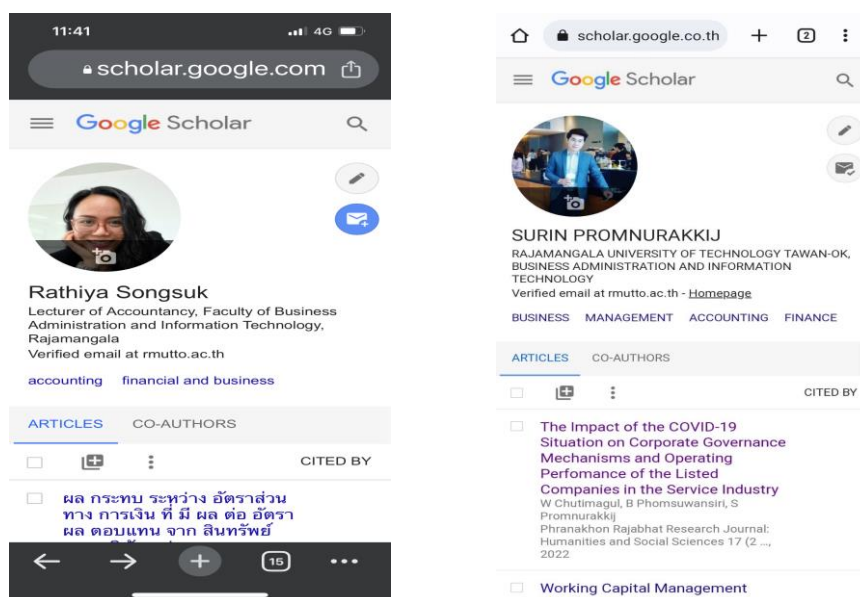 11:41
4G
scholar.google.com
Google Scholar
Rathiya Songsuk
Lecturer of Accountancy, Faculty of Business
Administration and Information Technology,
Rajamangala
Verified email at rmutto.ac.th
accounting financial and business
ARTICLES CO-AUTHORS
CITED BY
ผล กระทบ ระหว่าง อัตราส่วน
ทาง การเงิน ที่ มี ผล ต่อ อัตรา
ผล ตอบแทน จาก สินทรัพย์
15
scholar.google.co.th
2
Google Scholar
SURIN PROMNURAKKIJ
RAJAMANGALA UNIVERSITY OF TECHNOLOGY TAWAN-OK,
BUSINESS ADMINISTRATION AND INFORMATION
TECHNOLOGY
Verified email at rmutto.ac.th - Homepage
BUSINESS MANAGEMENT ACCOUNTING FINANCE
ARTICLES CO-AUTHORS
CITED BY
The Impact of the COVID-19
Situation on Corporate Governance
Mechanisms and Operating
Perfomance of the Listed
Companies in the Service Industry
W Chutimagul, B Phomsuwansiri, S
Promnurakkij
Phranakhon Rajabhat Research Journal:
Humanities and Social Sciences 17 (2 ...,
2022
Working Capital Management